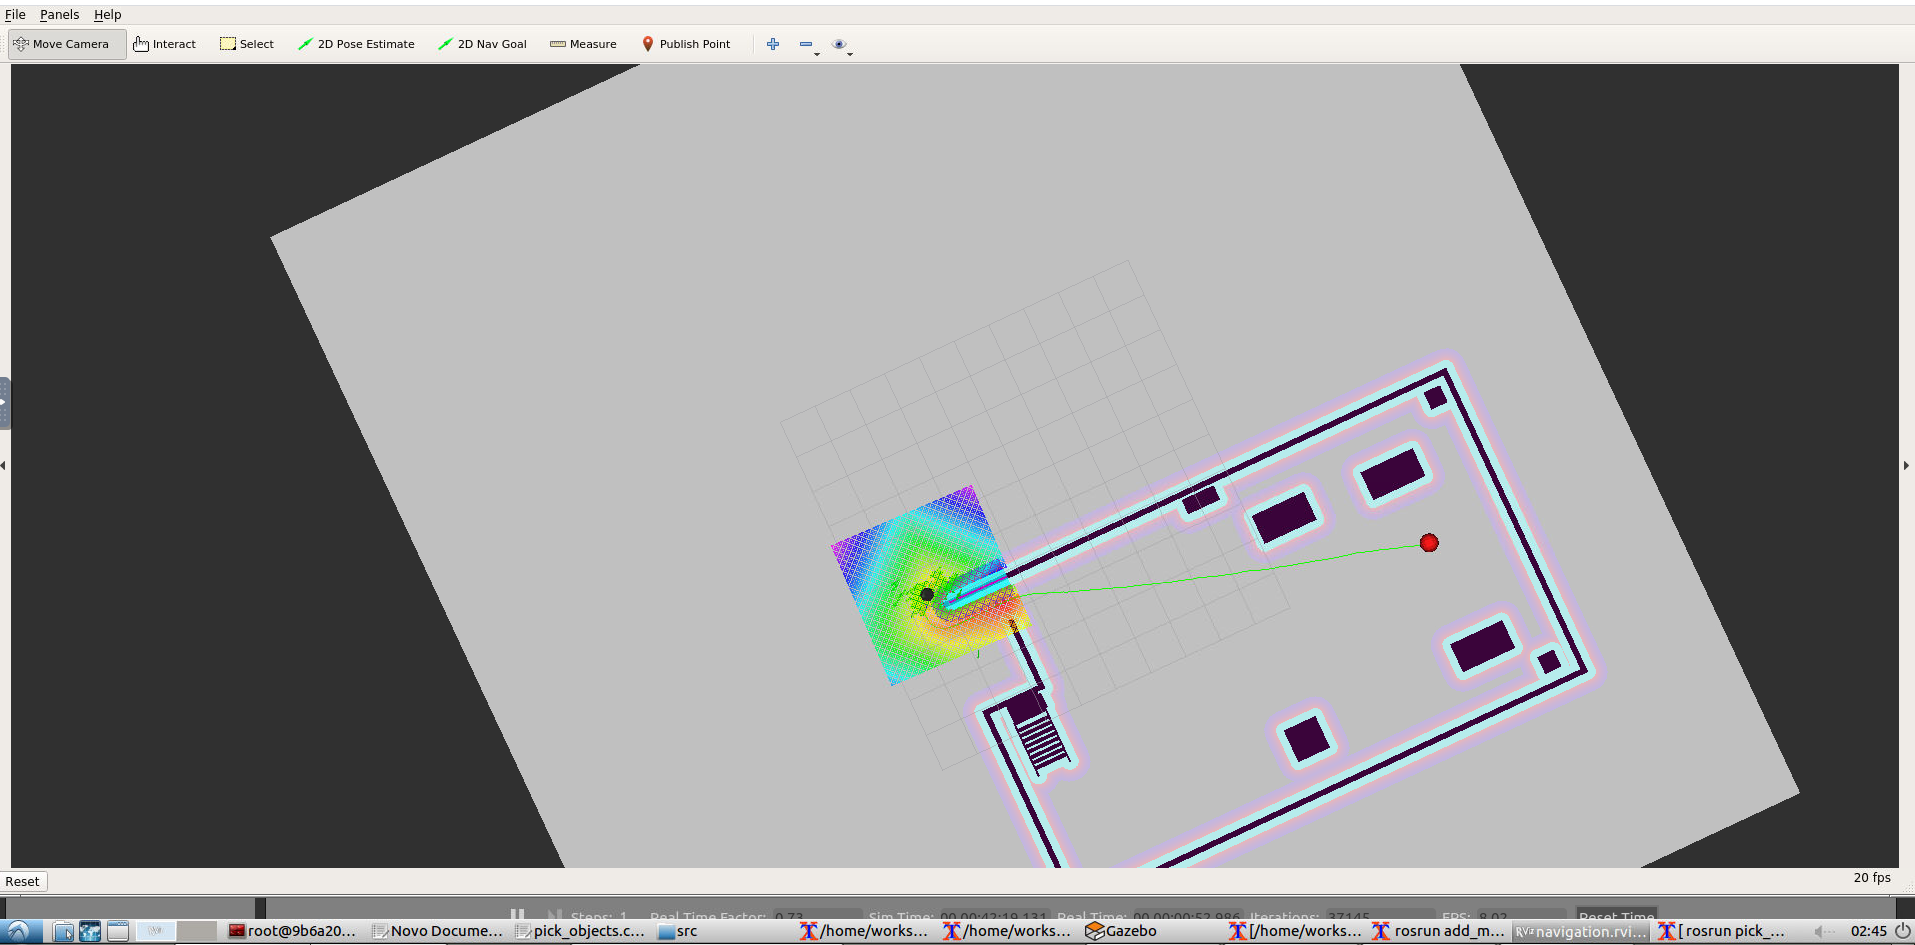 File Panels Help
Move Camera Interact Select 2D Pose Estimate 2D Nav Goal Measure Publish Point
Reset
20 fps
Steps: 1 Real Time Factor: 0.73 Sim Time: 00 00:42:19.131 Real Time: 00 00:00:52.986 Iterations: 37145 FPS: 8.02 Reset Time
root@9b6a20... Novo Docume... pick_objects.c... src /home/works... /home/works... Gazebo [/home/works... rosrun add_m... navigation.rvi... [ rosrun pick_... 02:45